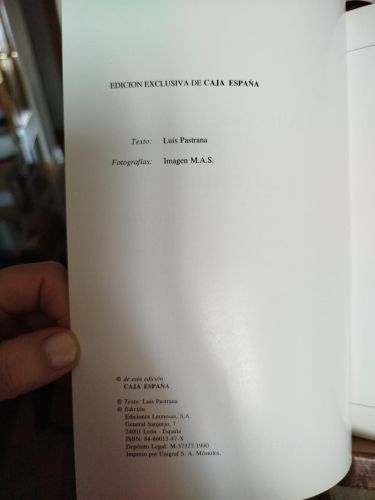 EDICION EXCLUSIVA DE CAJA ESPAÑA
Texto: Luis Pastrana
Fotografías: Imagen M.A.S.
© de esta edición:
CAJA ESPAÑA
© Texto: Luis Pastrana
© Edición:
Ediciones Leonesas, S.A.
General Sanjurjo, 7
24001 León - España
ISBN: 84-86013-47-X
Depósito Legal: M-37327-1990
Impreso por Unigraf S. A. Móstoles.